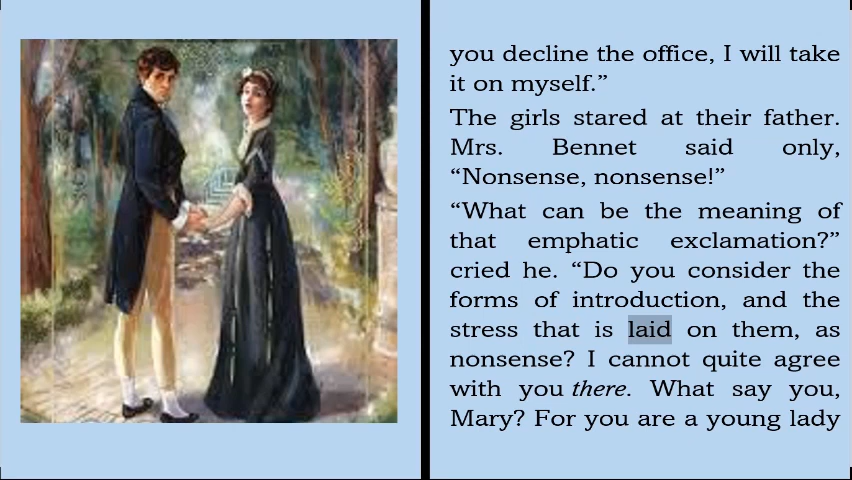 you decline the office, I will take
it on myself.”
The girls stared at their father.
Mrs. Bennet said only,
“Nonsense, nonsense!”
“What can be the meaning of
that emphatic exclamation?”
cried he. “Do you consider the
forms of introduction, and the
stress that is laid on them, as
nonsense? I cannot quite agree
with you there. What say you,
Mary? For you are a young lady